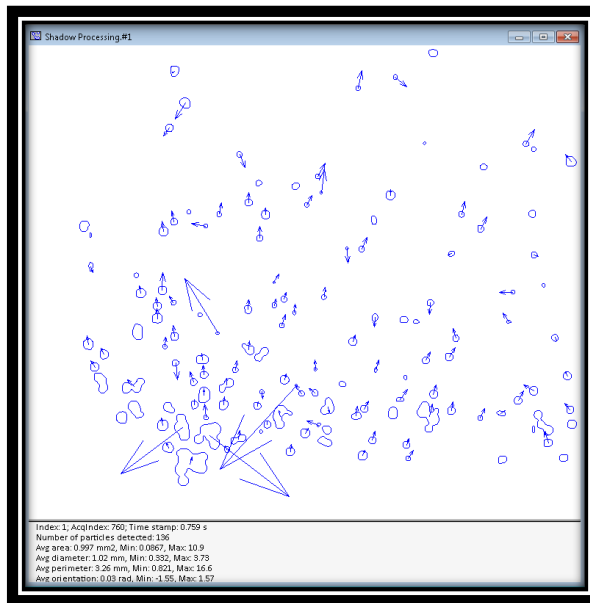 Shadow Processing.#1
Index: 1; AcqIndex: 760; Time stamp: 0.759 s
Number of particles detected: 136
Avg area: 0.997 mm2, Min: 0.0867, Max: 10.9
Avg diameter: 1.02 mm, Min: 0.332, Max: 3.73
Avg perimeter: 3.26 mm, Min: 0.821, Max: 16.6
Avg orientation: 0.03 rad, Min: -1.55, Max: 1.57